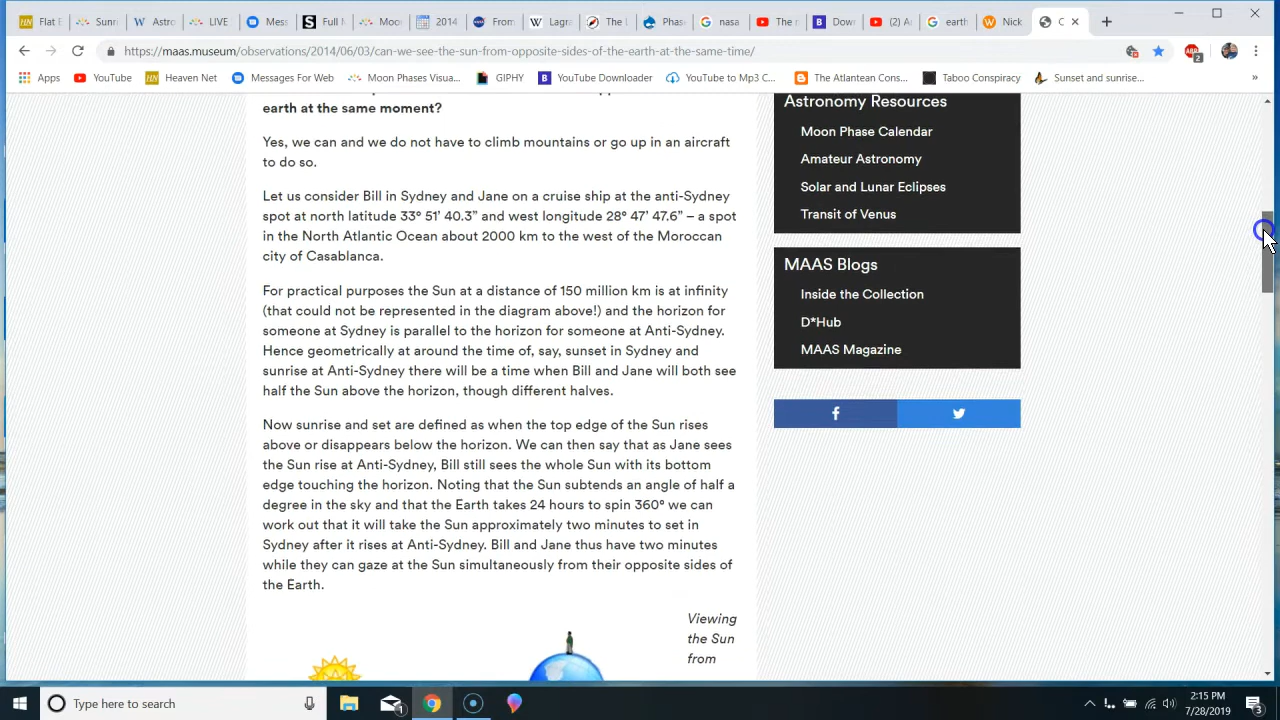 Flat E
Sunr
Astro
LIVE
Mess
Full M
Moo
2014
From
Lagra
The L
Phase
nasa
The n
Down
(2) Au
earth
Nick
C
https://maas.museum/observations/2014/06/03/can-we-see-the-sun-from-opposite-sides-of-the-earth-at-the-same-time/
Apps
YouTube
Heaven Net
Messages For Web
Moon Phases Visua...
GIPHY
YouTube Downloader
YouTube to Mp3 C...
The Atlantean Cons...
Taboo Conspiracy
Sunset and sunrise...
earth at the same moment?
Yes, we can and we do not have to climb mountains or go up in an aircraft
to do so.
Let us consider Bill in Sydney and Jane on a cruise ship at the anti-Sydney
spot at north latitude 33° 51’ 40.3” and west longitude 28° 47’ 47.6” – a spot
in the North Atlantic Ocean about 2000 km to the west of the Moroccan
city of Casablanca.
For practical purposes the Sun at a distance of 150 million km is at infinity
(that could not be represented in the diagram above!) and the horizon for
someone at Sydney is parallel to the horizon for someone at Anti-Sydney.
Hence geometrically at around the time of, say, sunset in Sydney and
sunrise at Anti-Sydney there will be a time when Bill and Jane will both see
half the Sun above the horizon, though different halves.
Now sunrise and set are defined as when the top edge of the Sun rises
above or disappears below the horizon. We can then say that as Jane sees
the Sun rise at Anti-Sydney, Bill still sees the whole Sun with its bottom
edge touching the horizon. Noting that the Sun subtends an angle of half a
degree in the sky and that the Earth takes 24 hours to spin 360° we can
work out that it will take the Sun approximately two minutes to set in
Sydney after it rises at Anti-Sydney. Bill and Jane thus have two minutes
while they can gaze at the Sun simultaneously from their opposite sides of
the Earth.
Viewing
the Sun
from
Astronomy Resources
Moon Phase Calendar
Amateur Astronomy
Solar and Lunar Eclipses
Transit of Venus
MAAS Blogs
Inside the Collection
D*Hub
MAAS Magazine
Type here to search
2:15 PM
7/28/2019